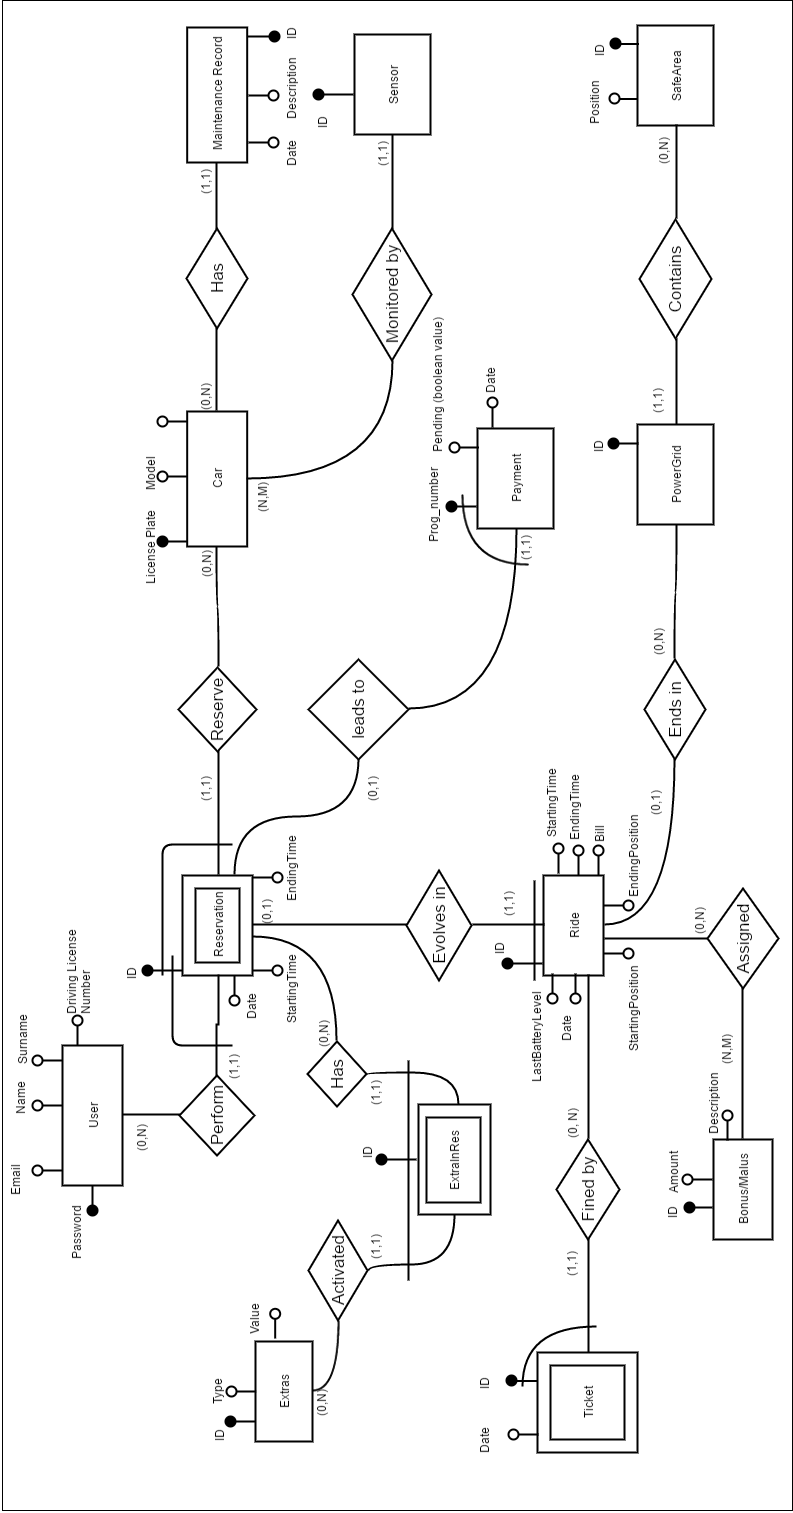 Maintenance Record
ID
Description
Date
(1,1)
Has
(0,N)
Sensor
ID
(1,1)
Monitored by
(N,M)
SafeArea
ID
Position
(0,N)
Contains
(1,1)
PowerGrid
ID
(0,N)
Ends in
(0,1)
Car
Model
License Plate
(0,N)
Reserve
(1,1)
Payment
Date
Pending (boolean value)
Prog_number
(1,1)
leads to
(0,1)
Reservation
ID
Date
StartingTime
EndingTime
(0,1)
Evolves in
(1,1)
Ride
ID
StartingTime
EndingTime
Bill
EndingPosition
StartingPosition
LastBatteryLevel
Date
(0,N)
Assigned
(N,M)
Bonus/Malus
Description
Amount
ID
User
Driving License
Number
Surname
Name
Email
Password
(0,N)
Perform
(1,1)
(0,N)
Has
(1,1)
ExtraInRes
ID
(1,1)
Activated
(0,N)
Extras
Value
Type
ID
(0, N)
Fined by
(1,1)
Ticket
ID
Date